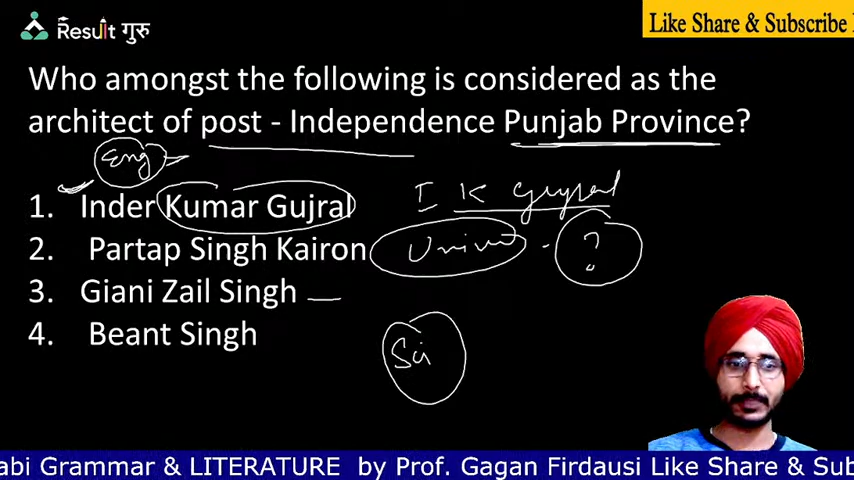 Result गुरु
Like Share & Subscribe
Who amongst the following is considered as the
architect of post - Independence Punjab Province?
Eng
1. Inder Kumar Gujral
I K Gujral
2. Partap Singh Kairon
?
3. Giani Zail Singh
4. Beant Singh
Sci
abi Grammar & LITERATURE by Prof. Gagan Firdausi Like Share & Sub